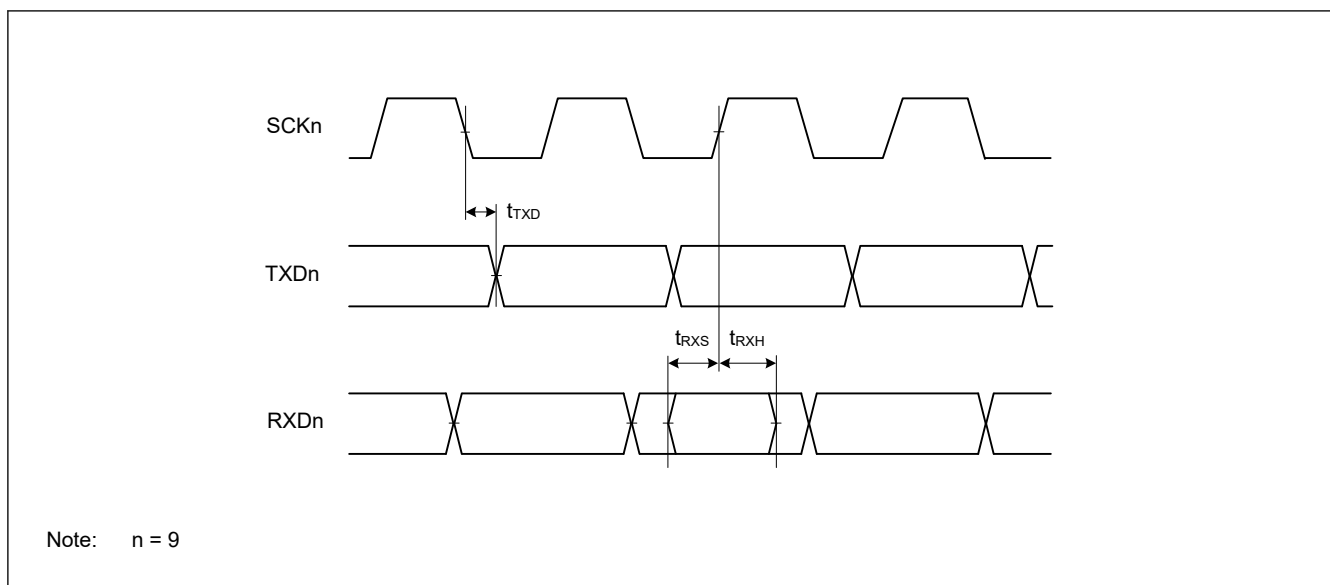 SCKn
tTXD
TXDn
tRXS tRXH
RXDn
Note: n = 9